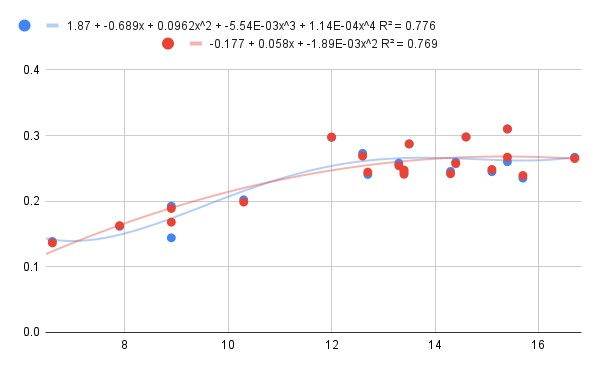 1.87 + -0.689x + 0.0962x^2 + -5.54E-03x^3 + 1.14E-04x^4 R² = 0.776
-0.177 + 0.058x + -1.89E-03x^2 R² = 0.769
0.4
0.3
0.2
0.1
0.0
8 10 12 14 16